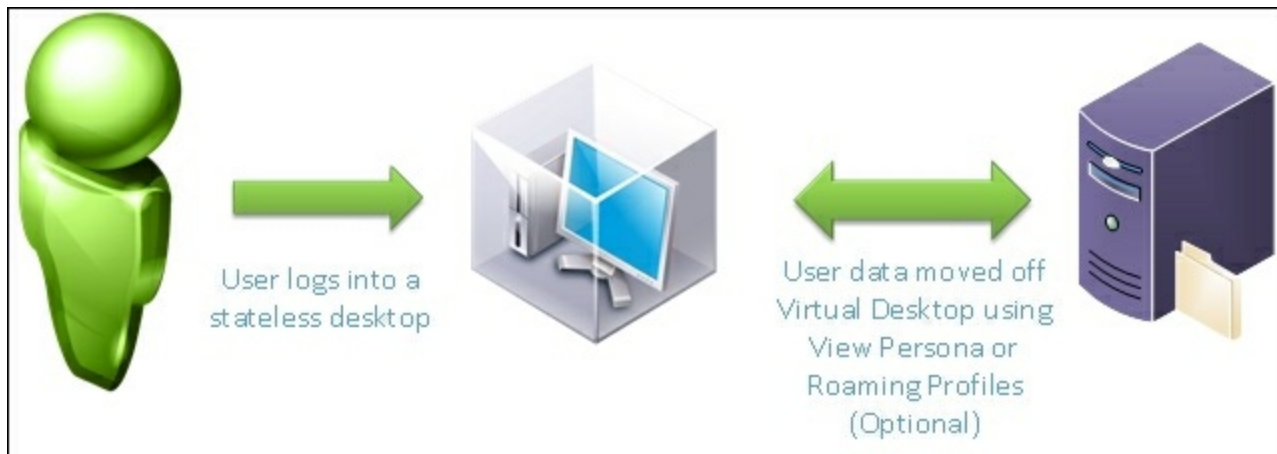 User logs into a
stateless desktop
User data moved off
Virtual Desktop using
View Persona or
Roaming Profiles
(Optional)